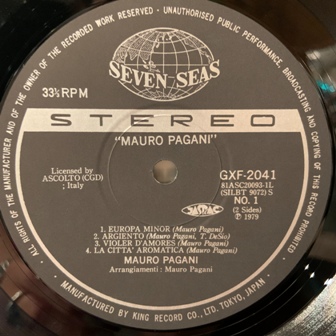 ALL RIGHTS OF THE MANUFACTURER AND OF THE OWNER OF THE RECORDED WORK RESERVED · UNAUTHORISED PUBLIC PERFORMANCE, BROADCASTING AND COPYING OF THIS RECORD PROHIBITED ·
SEVEN SEAS
33⅓RPM
STEREO
"MAURO PAGANI"
Licensed by
ASCOLTO (CGD)
; Italy
GXF-2041
81ASC20093-1L
(SILBT 9072) S
NO. 1
(2 Sides)
JASRAC
Ⓟ 1979
1. EUROPA MINOR (Mauro Pagani)
2. ARGIENTO (Mauro Pagani, T. DeSio)
3. VIOLER D'AMORES (Mauro Pagani)
4. LA CITTA' AROMATICA (Mauro Pagani)
MAURO PAGANI
Arrangiamenti : Mauro Pagani
MANUFACTURED BY KING RECORD CO. LTD. TOKYO, JAPAN ·